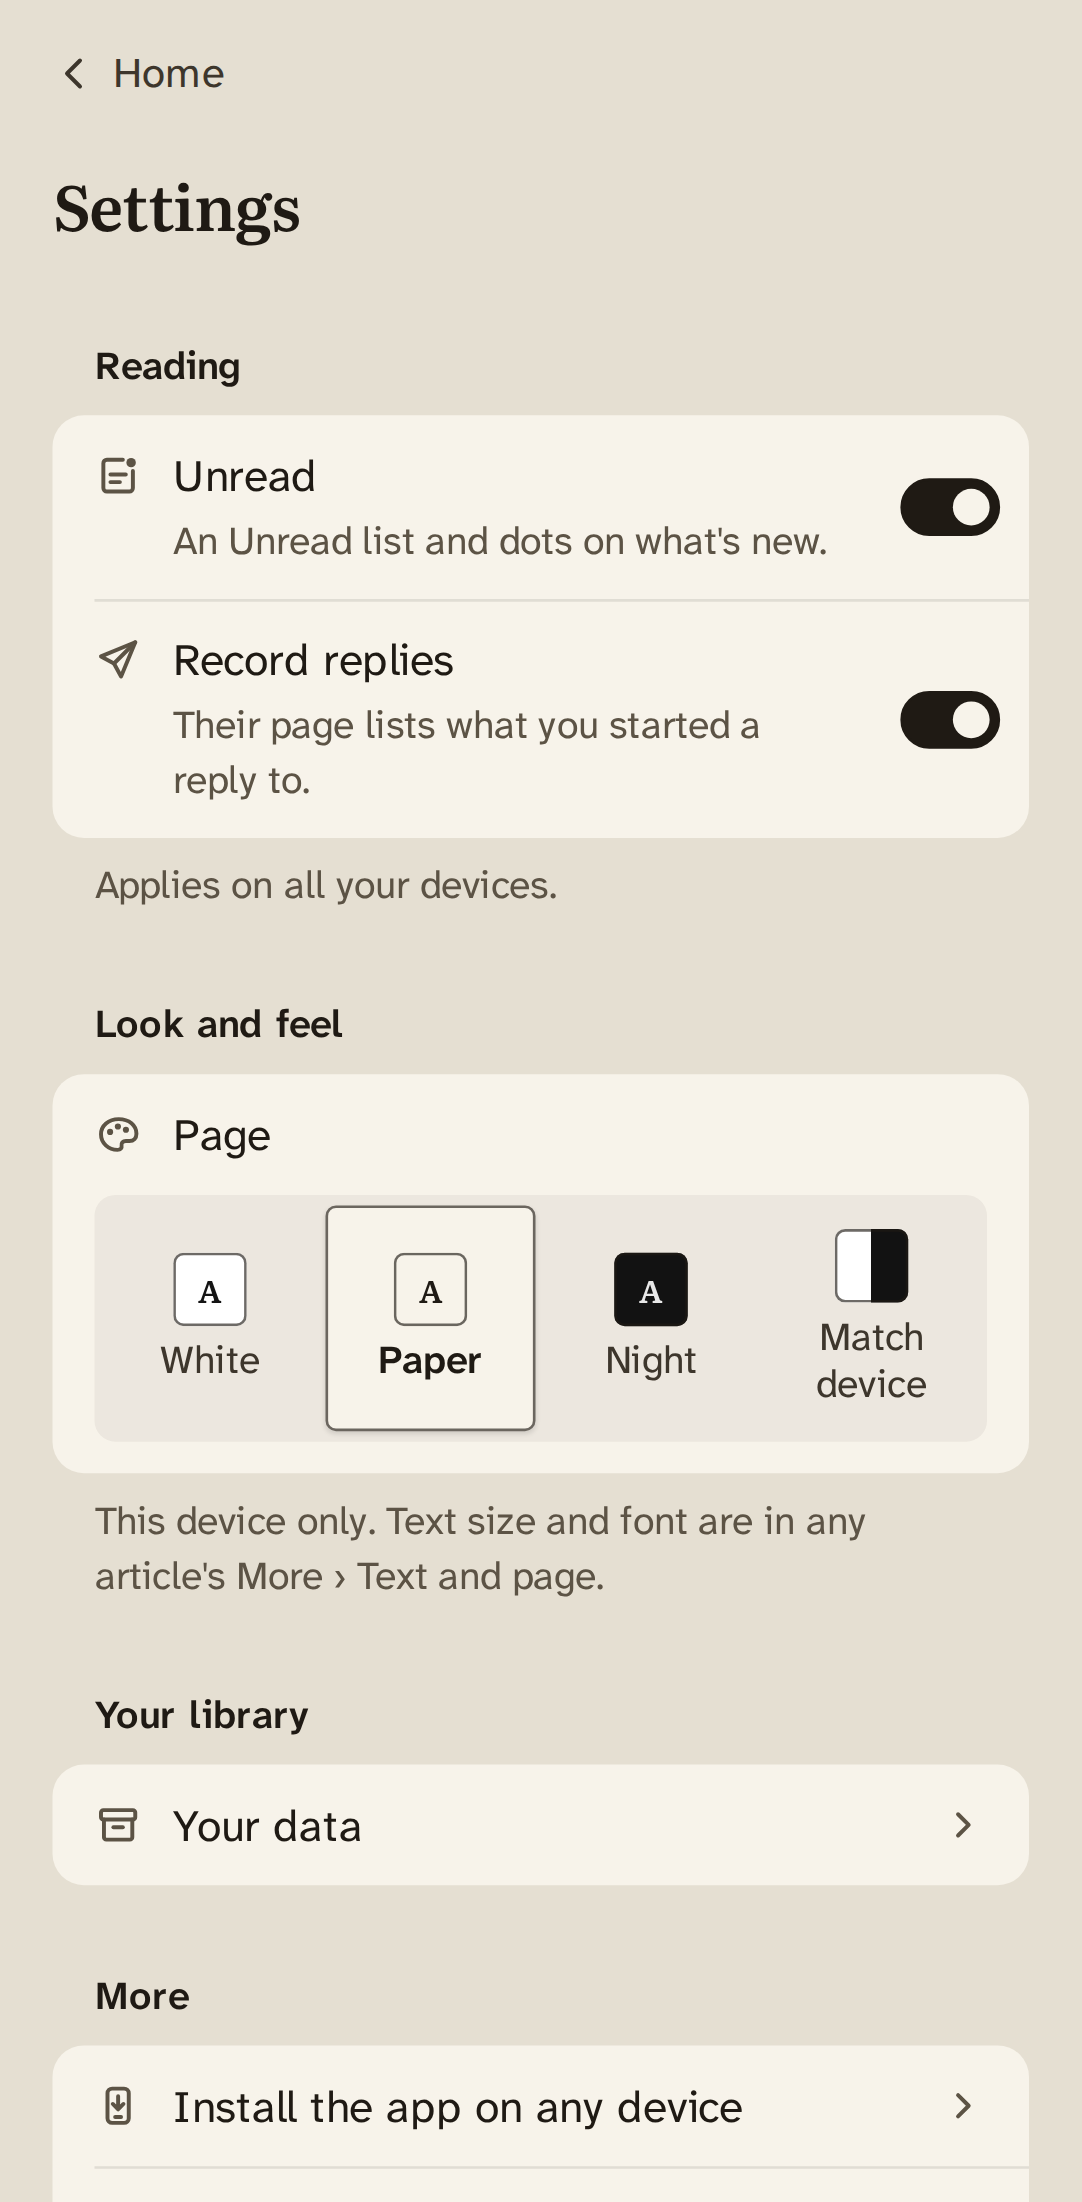 Home
Settings
Reading
Unread
An Unread list and dots on what's new.
Record replies
Their page lists what you started a
reply to.
Applies on all your devices.
Look and feel
Page
A
White
A
Paper
A
Night
Match
device
This device only. Text size and font are in any
article's More › Text and page.
Your library
Your data
More
Install the app on any device